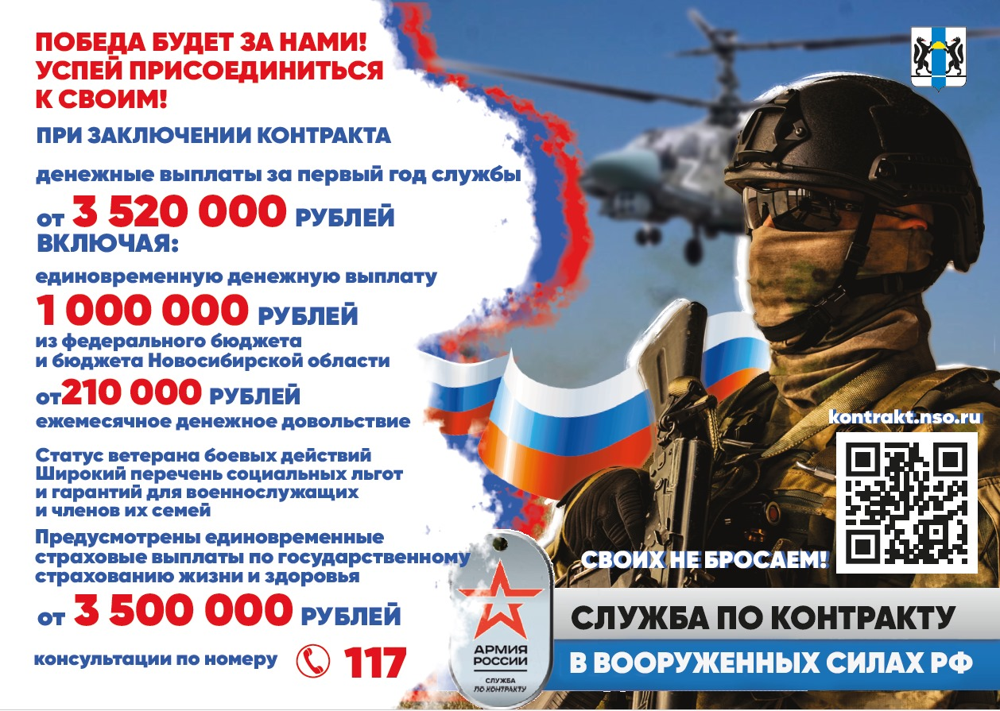 ПОБЕДА БУДЕТ ЗА НАМИ!
УСПЕЙ ПРИСОЕДИНИТЬСЯ
К СВОИМ!
ПРИ ЗАКЛЮЧЕНИИ КОНТРАКТА
денежные выплаты за первый год службы
от 3 520 000 РУБЛЕЙ
ВКЛЮЧАЯ:
единовременную денежную выплату
1 000 000 РУБЛЕЙ
из федерального бюджета
и бюджета Новосибирской области
от 210 000 РУБЛЕЙ
ежемесячное денежное довольствие
Статус ветерана боевых действий
Широкий перечень социальных льгот
и гарантий для военнослужащих
и членов их семей
Предусмотрены единовременные
страховые выплаты по государственному
страхованию жизни и здоровья
от 3 500 000 РУБЛЕЙ
консультации по номеру 117
kontrakt.nso.ru
СВОИХ НЕ БРОСАЕМ!
АРМИЯ
РОССИИ
СЛУЖБА
ПО КОНТРАКТУ
СЛУЖБА ПО КОНТРАКТУ
В ВООРУЖЕННЫХ СИЛАХ РФ